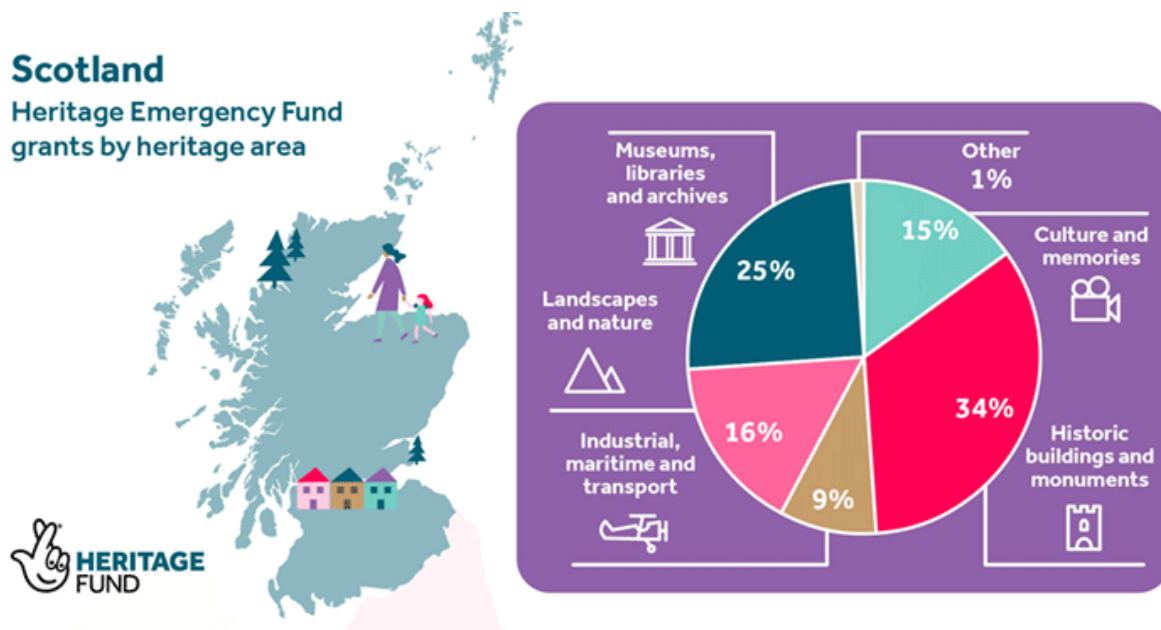 Scotland
Heritage Emergency Fund
grants by heritage area
Museums,
libraries
and archives
Other
1%
15%
Culture and
memories
25%
Landscapes
and nature
34%
16%
Industrial,
maritime and
transport
9%
Historic
buildings and
monuments
HERITAGE
FUND